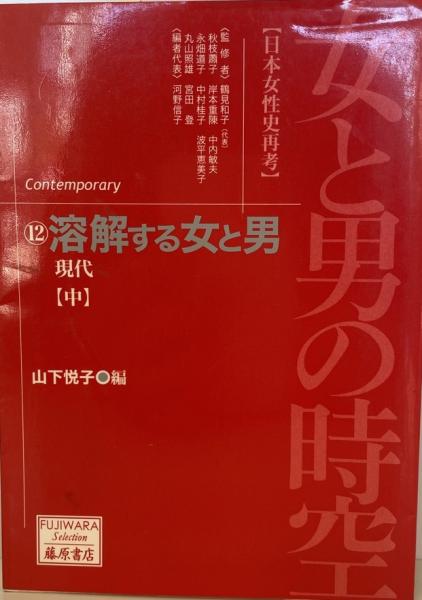 女と男の時空
【日本女性史再考】
〈監修者〉鶴見和子（代表）
秋枝蕭子 岸本重陳 中内敏夫
永畑道子 中村桂子 波平恵美子
丸山照雄 宮田登
〈編者代表〉河野信子
Contemporary
⑫溶解する女と男
現代
【中】
山下悦子◎編
FUJIWARA
Selection
藤原書店